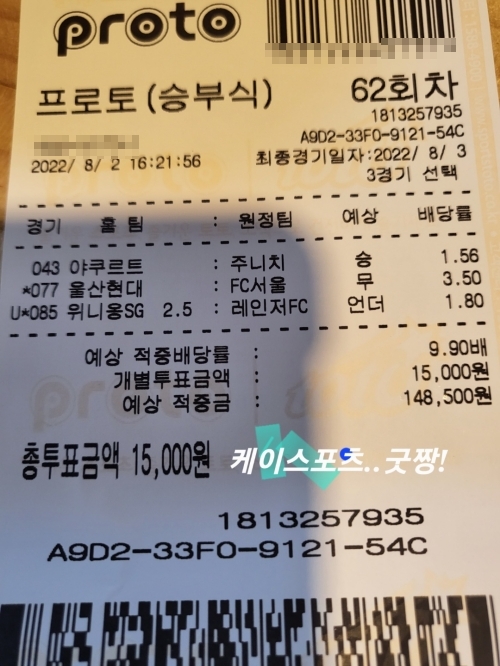 proto
프로토(승부식) 62회차
1813257935
A9D2-33F0-9121-54C
2022/ 8/ 2 16:21:56 최종경기일자:2022/ 8/ 3
3경기 선택
경기 홈 팀 : 원정팀 예상 배당률
043 야쿠르트 : 주니치 승 1.56
*077 울산현대 : FC서울 무 3.50
U*085 위니옹SG 2.5 : 레인저FC 언더 1.80
예상 적중배당률 : 9.90배
개별투표금액 : 15,000원
예상 적중금 : 148,500원
총투표금액 15,000원 케이스포츠..굿짱!
1813257935
A9D2-33F0-9121-54C